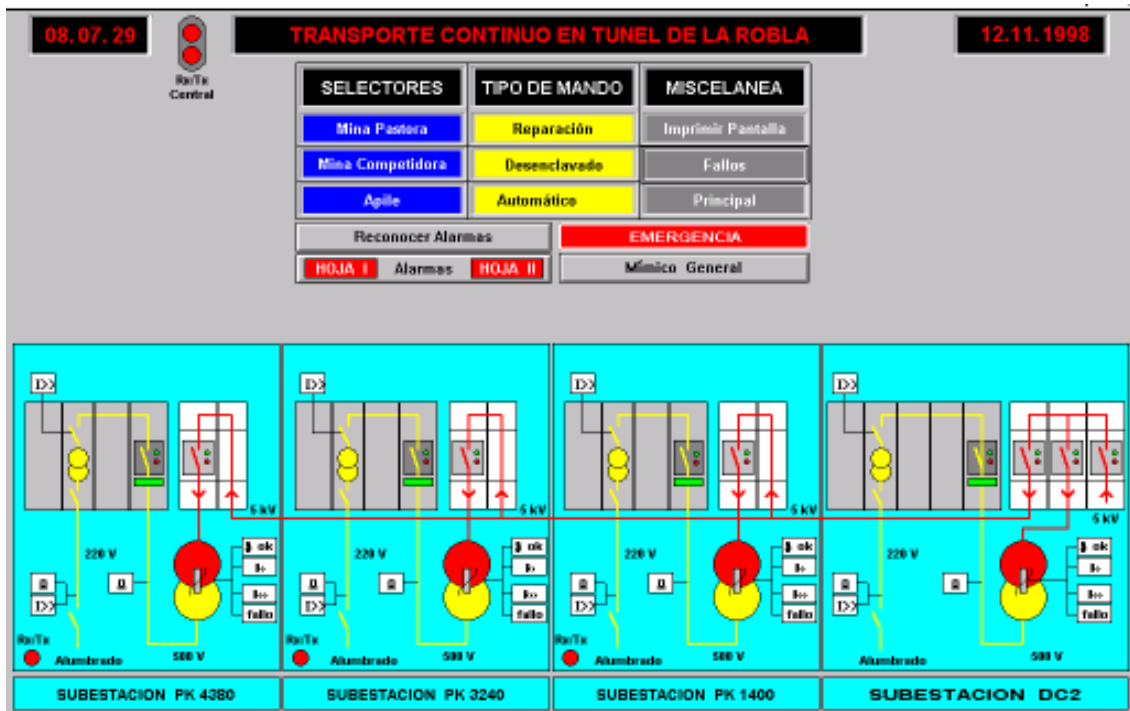 08.07.29
TRANSPORTE CONTINUO EN TUNEL DE LA ROBLA
12.11.1998
Rx/Tx
Central
SELECTORES TIPO DE MANDO MISCELANEA
Mina Pastora Reparación Imprimir Pantalla
Mina Competidora Desenclavado Fallos
Apile Automático Principal
Reconocer Alarmas EMERGENCIA
HOJA I Alarmas HOJA II Mímico General
I>> I>> I>> I>>
5 kV 5 kV 5 kV 5 kV
220 V 220 V 220 V 220 V
ok ok ok ok
I> I> I> I>
I>> I>> I>> I>>
I>> I>> I>> I>>
fallo fallo fallo fallo
Rx/Tx Rx/Tx Rx/Tx
Alumbrado 500 V Alumbrado 500 V Alumbrado 500 V Alumbrado 500 V
SUBESTACION PK 4380 SUBESTACION PK 3240 SUBESTACION PK 1400 SUBESTACION DC2